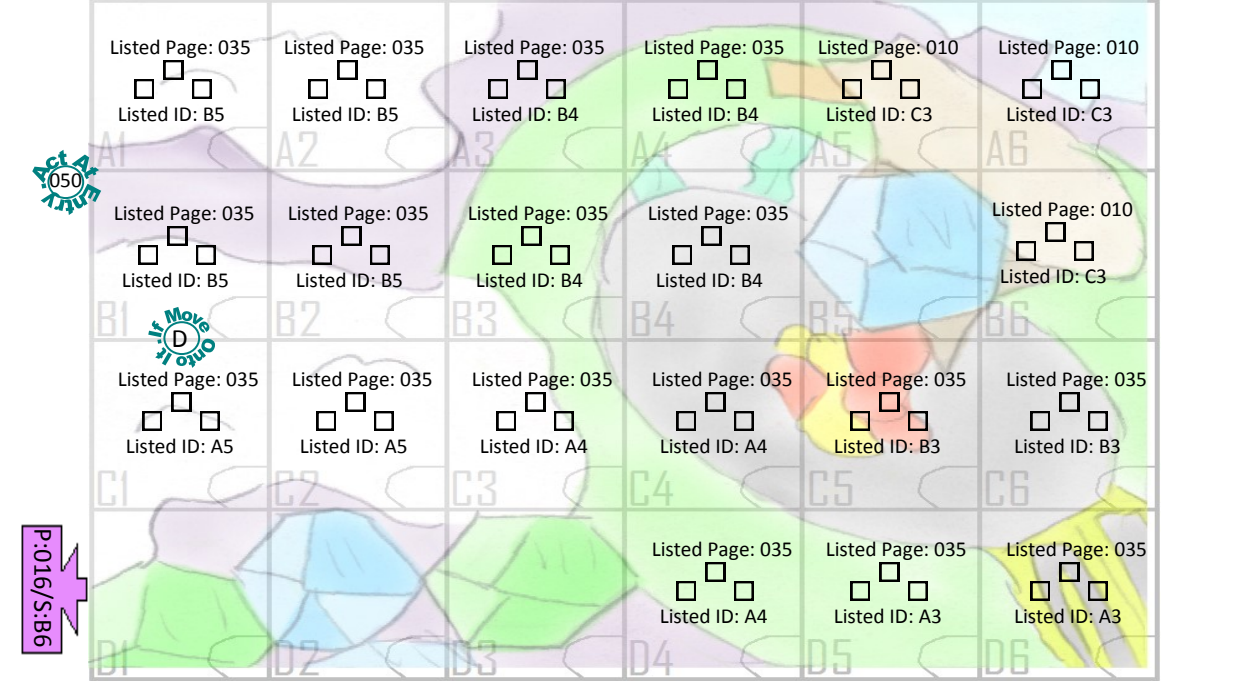 Listed Page: 035 Listed Page: 035 Listed Page: 035 Listed Page: 035 Listed Page: 010 Listed Page: 010
Listed ID: B5 Listed ID: B5 Listed ID: B4 Listed ID: B4 Listed ID: C3 Listed ID: C3
A1 A2 A3 A4 A5 A6
Act At Entry.
050
Listed Page: 035 Listed Page: 035 Listed Page: 035 Listed Page: 035 Listed Page: 010
Listed ID: B5 Listed ID: B5 Listed ID: B4 Listed ID: B4 Listed ID: C3
B1 B2 B3 B4 B5 B6
If Move Onto It.
D
Listed Page: 035 Listed Page: 035 Listed Page: 035 Listed Page: 035 Listed Page: 035 Listed Page: 035
Listed ID: A5 Listed ID: A5 Listed ID: A4 Listed ID: A4 Listed ID: B3 Listed ID: B3
C1 C2 C3 C4 C5 C6
P:016/S:B6
Listed Page: 035 Listed Page: 035 Listed Page: 035
Listed ID: A4 Listed ID: A3 Listed ID: A3
D1 D2 D3 D4 D5 D6